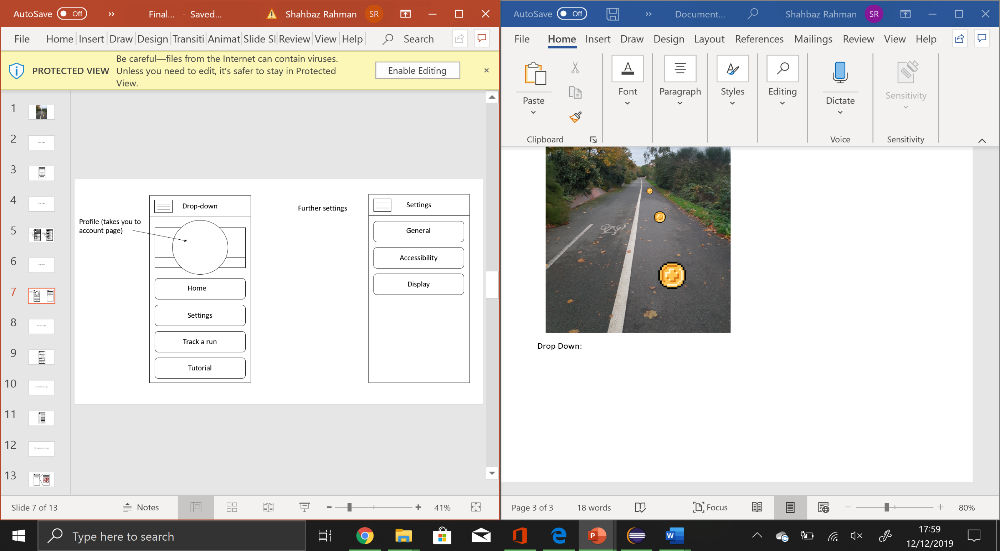 AutoSave Off » Final... - Saved... Shahbaz Rahman SR
File Home Insert Draw Design Transiti Animat Slide Sl Review View Help Search
PROTECTED VIEW
Be careful—files from the Internet can contain viruses.
Unless you need to edit, it's safer to stay in Protected
View.
Enable Editing
1
2
3
4
5
6
7
8
9
10
11
12
13
Drop-down
Profile (takes you to
account page)
Home
Settings
Track a run
Tutorial
Further settings
Settings
General
Accessibility
Display
Slide 7 of 13 Notes 41%
AutoSave Off » Document... Shahbaz Rahman SR
File Home Insert Draw Design Layout References Mailings Review View Help
Paste
Font
Paragraph
Styles
Editing
Dictate
Sensitivity
Clipboard
Voice
Sensitivity
Drop Down:
Page 3 of 3 18 words Focus 80%
Type here to search
P
W
17:59
12/12/2019